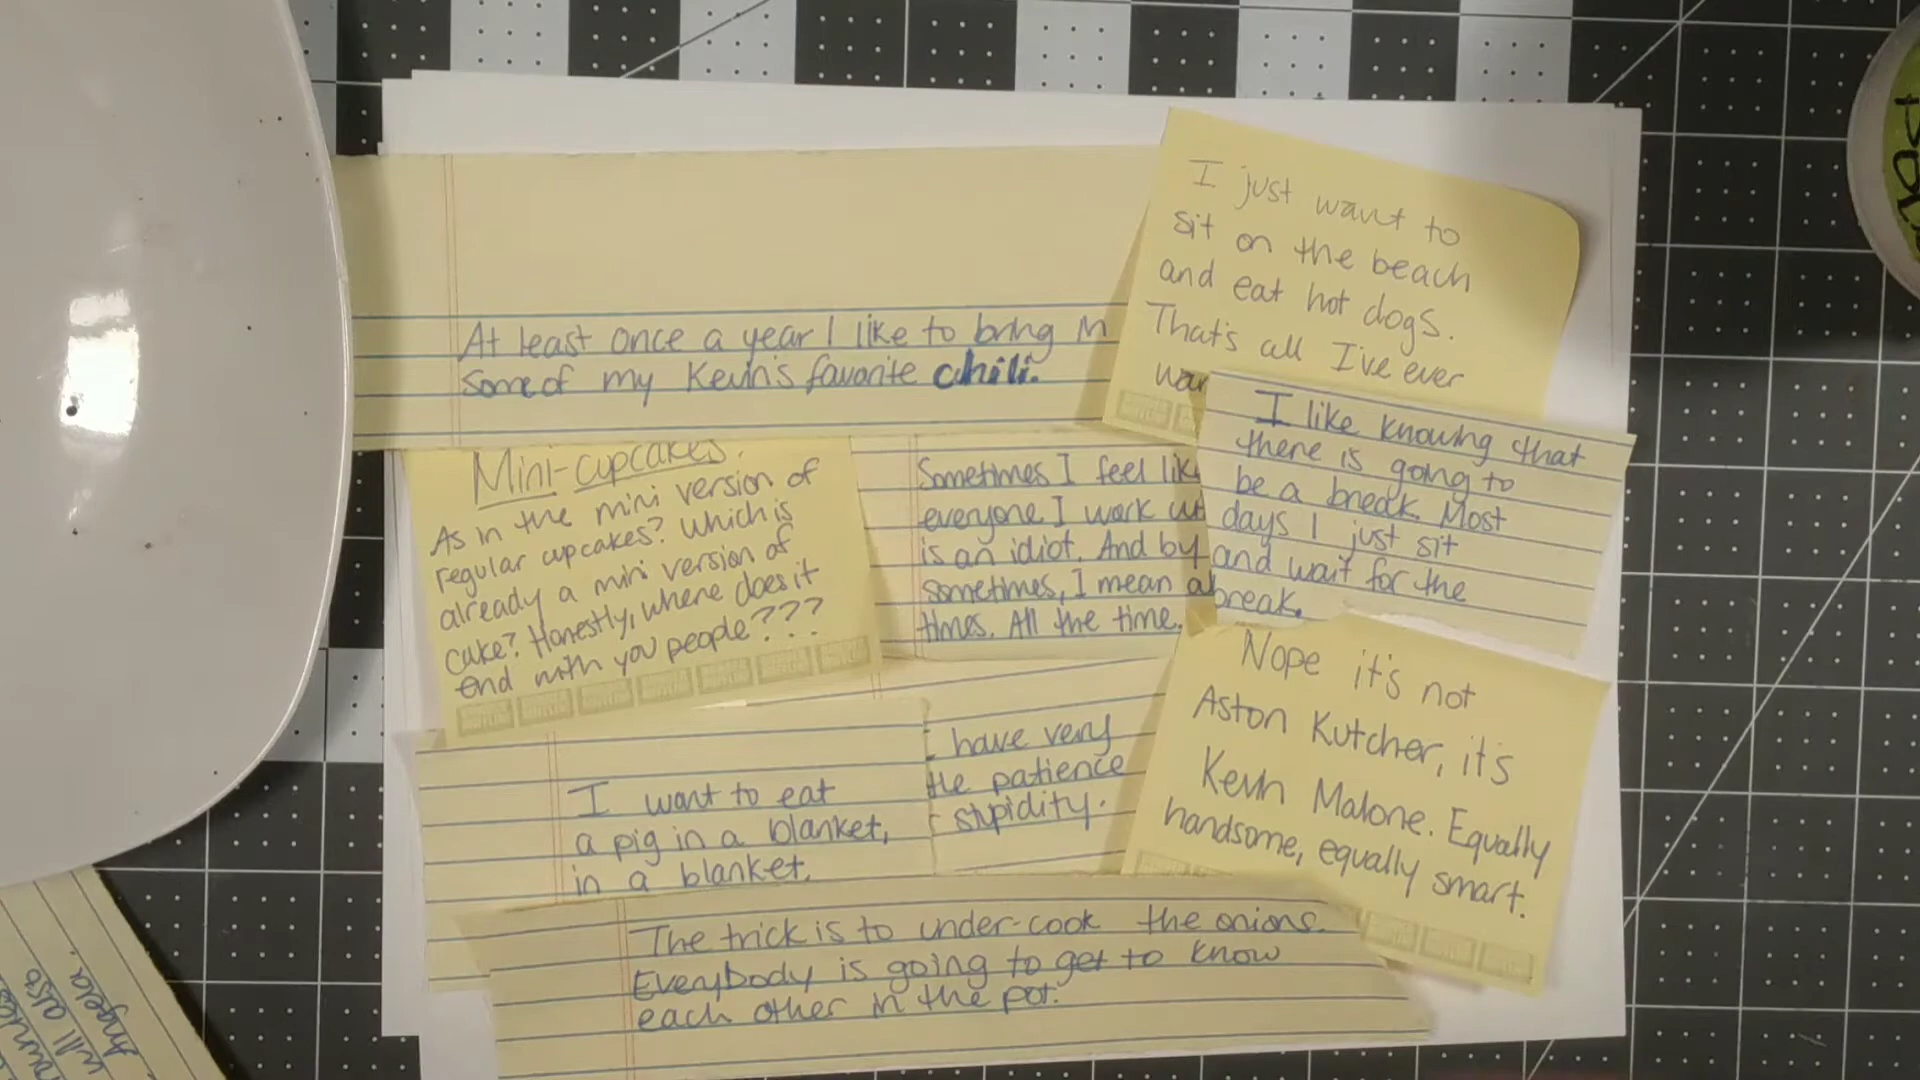 At least once a year I like to bring in
some of my Kevin's favorite chili.
I just want to
sit on the beach
and eat hot dogs.
That's all I've ever
Mini-cupcakes.
As in the mini version of
regular cupcakes? Which is
already a mini version of
cake? Honestly, where does it
end with you people???
Sometimes I feel
everyone I work
is an idiot. And by
sometimes, I mean
times. All the time.
I like knowing that
there is going to
be a break. Most
days I just sit
and wait for the
break.
I want to eat
a pig in a blanket,
in a blanket.
have very
patience
stupidity.
Nope it's not
Aston Kutcher, it's
Kevin Malone. Equally
handsome, equally smart.
The trick is to under-cook the onions.
Everybody is going to get to know
each other in the pot.
Angela.
will also